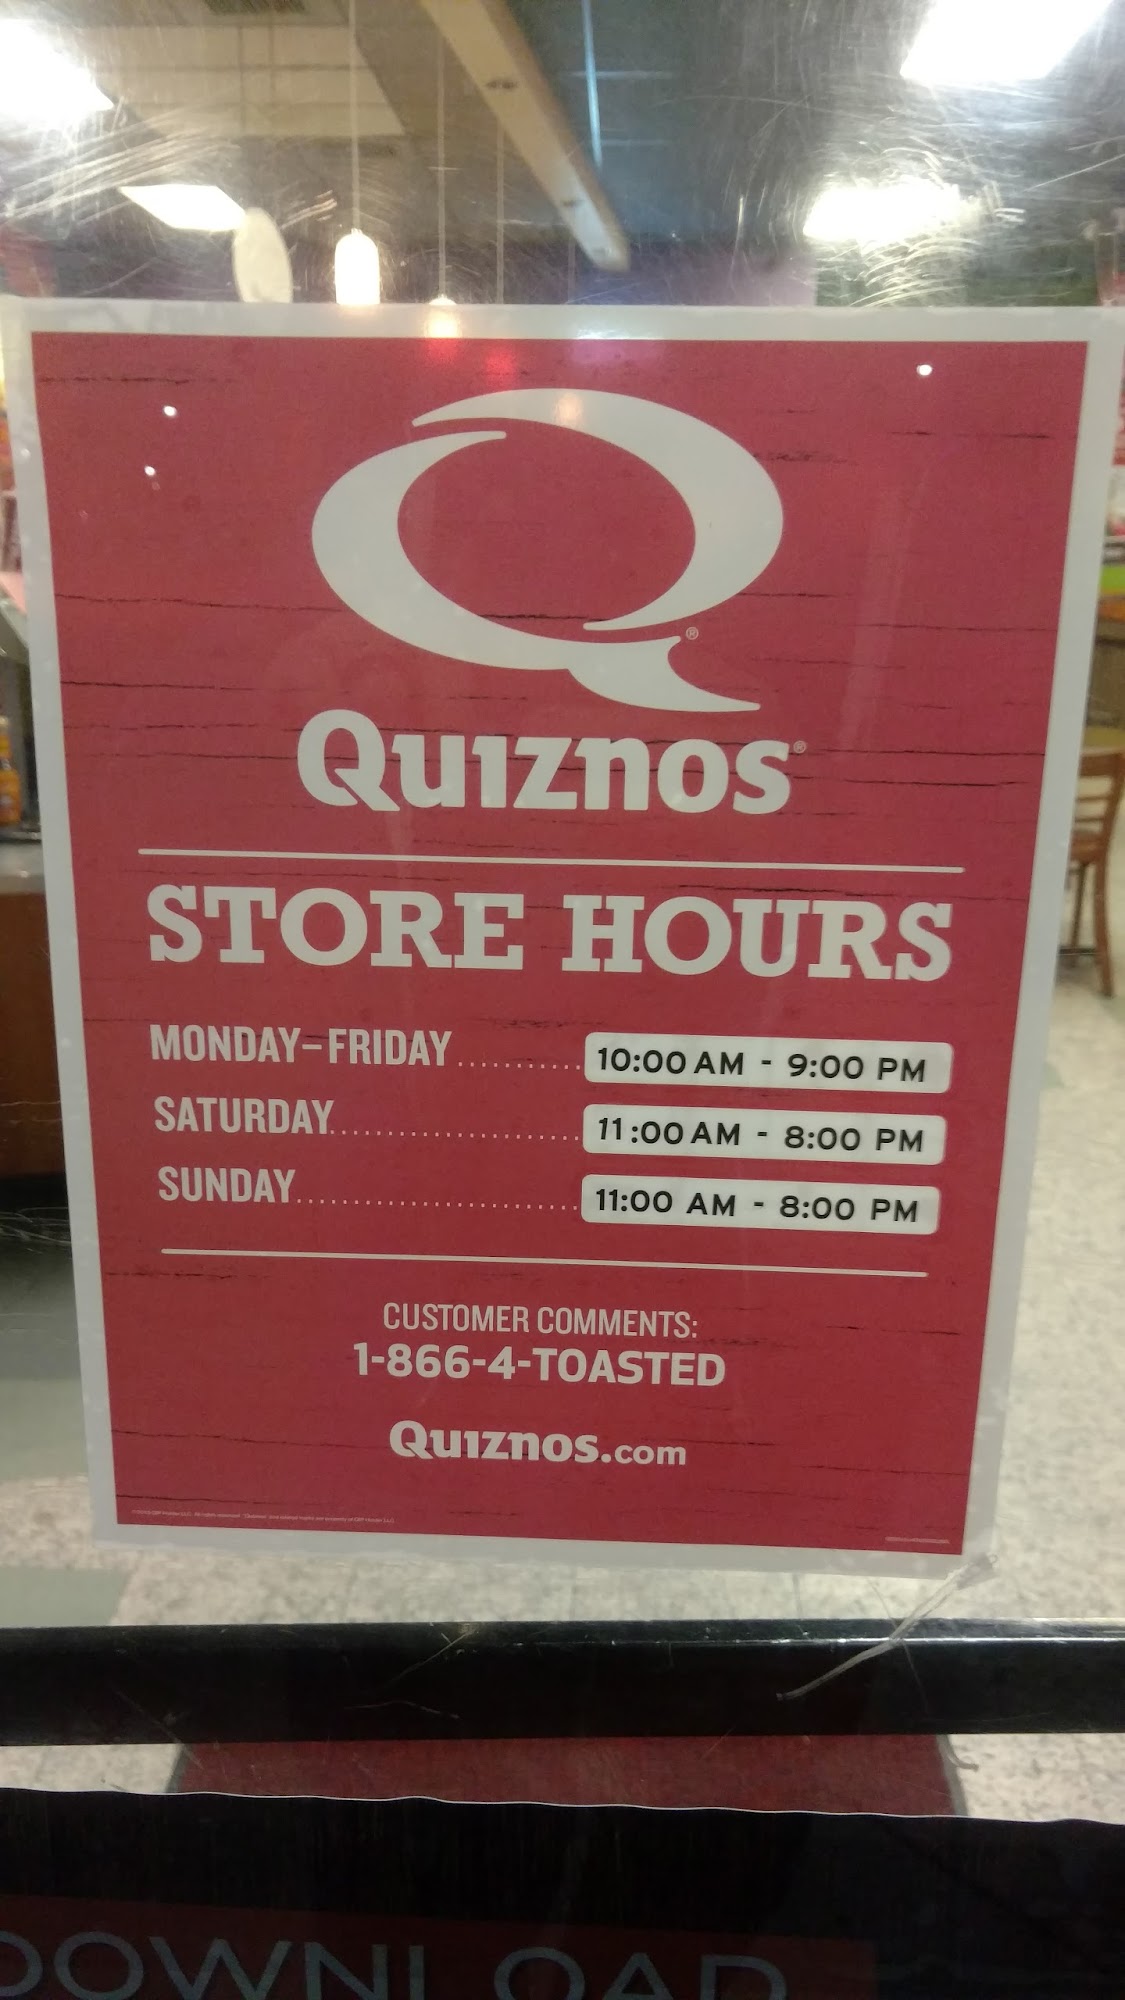 Quiznos®
STORE HOURS
MONDAY–FRIDAY 10:00 AM - 9:00 PM
SATURDAY 11:00 AM - 8:00 PM
SUNDAY 11:00 AM - 8:00 PM
CUSTOMER COMMENTS:
1-866-4-TOASTED
Quiznos.com
DOWNLOAD